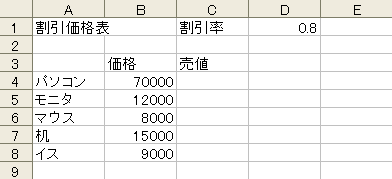 A B C D E
1 割引価格表 割引率 0.8
2
3 価格 売値
4 パソコン 70000
5 モニタ 12000
6 マウス 8000
7 机 15000
8 イス 9000
9